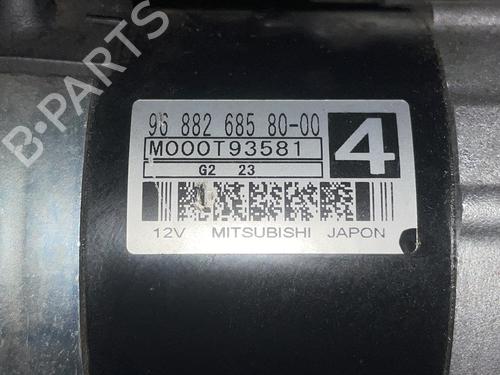 B-PARTS
96 882 685 80-00
M000T93581
4
G2 23
12V MITSUBISHI JAPON